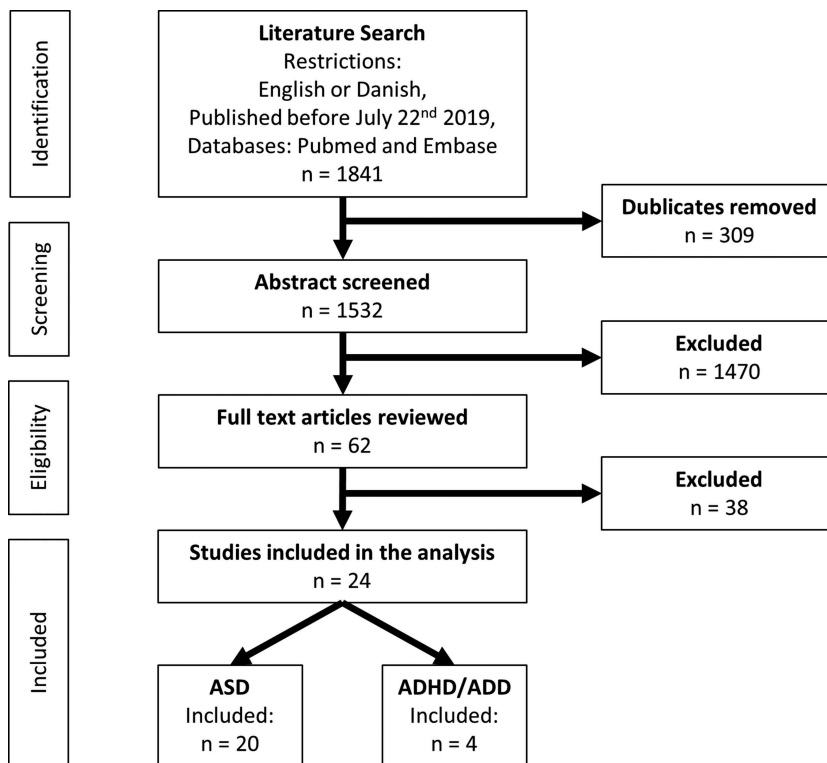 Identification
Literature Search
Restrictions:
English or Danish,
Published before July 22nd 2019,
Databases: Pubmed and Embase
n = 1841
Dublicates removed
n = 309
Screening
Abstract screened
n = 1532
Excluded
n = 1470
Eligibility
Full text articles reviewed
n = 62
Excluded
n = 38
Included
Studies included in the analysis
n = 24
ASD
Included:
n = 20
ADHD/ADD
Included:
n = 4